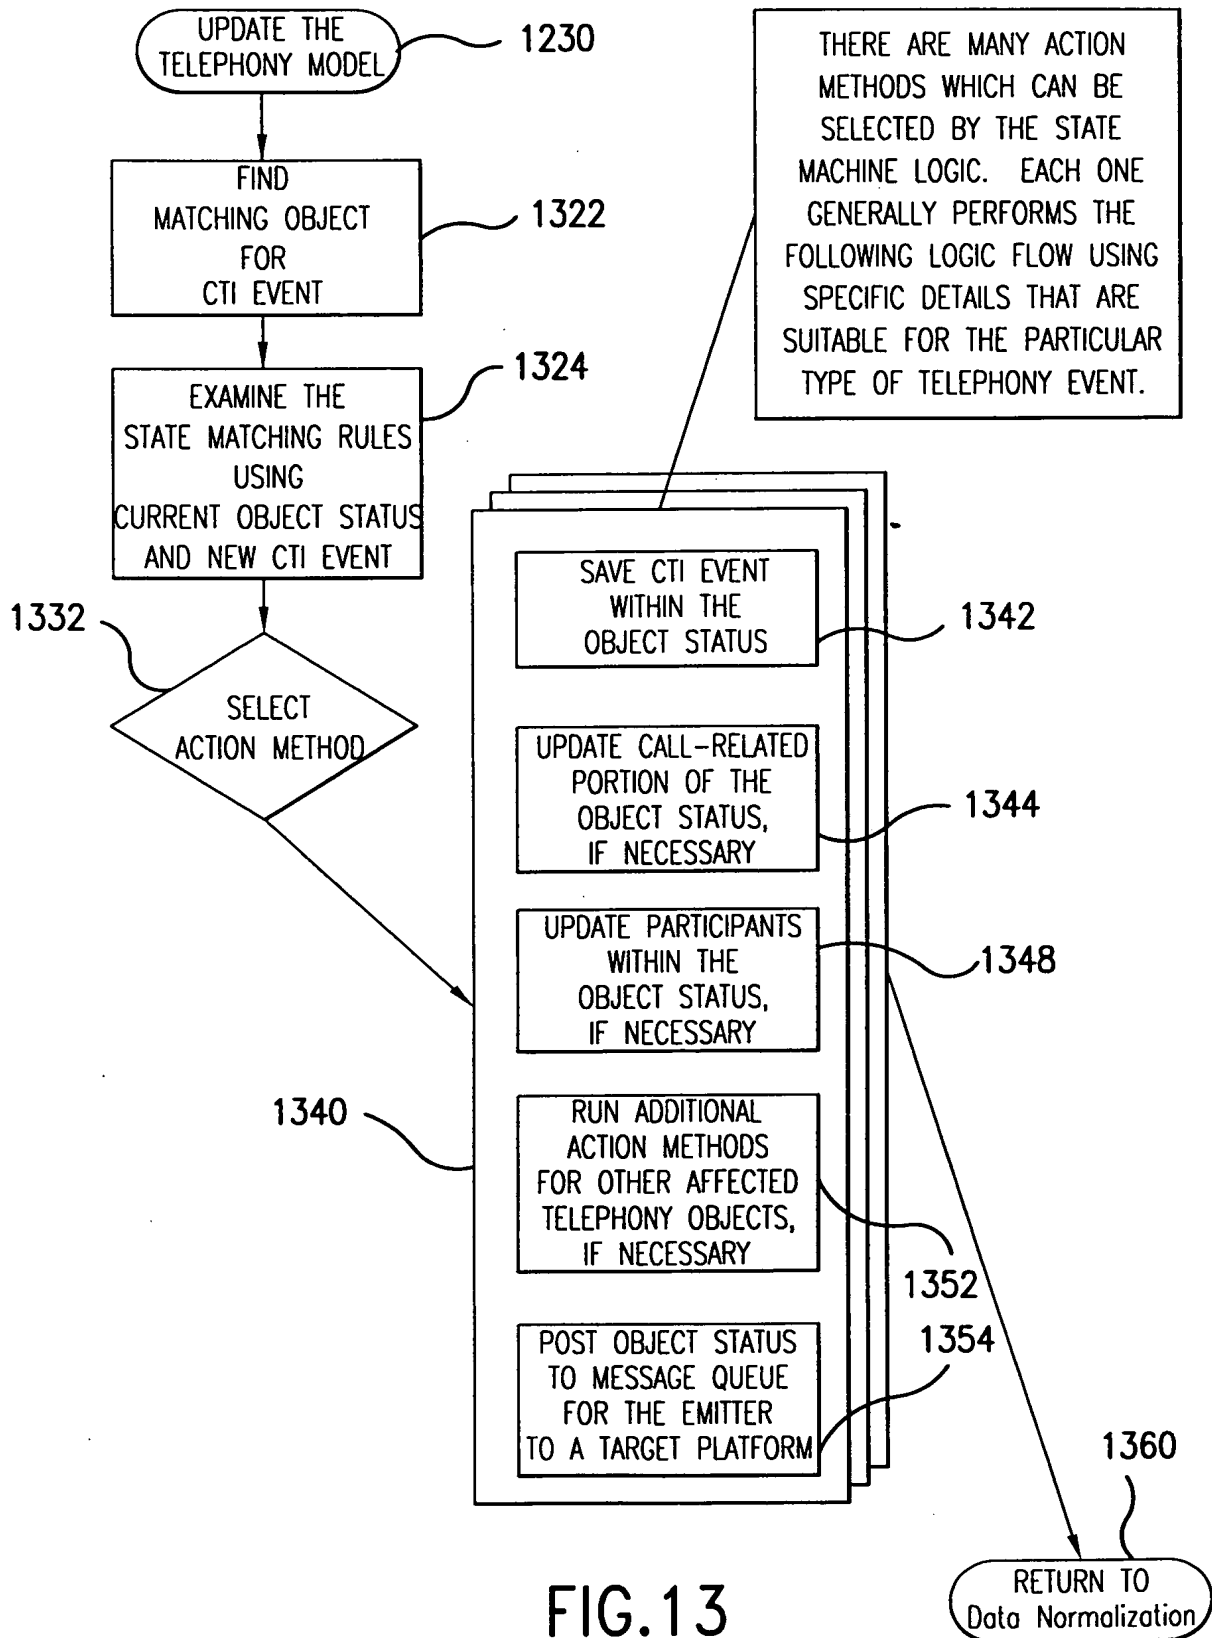 UPDATE THE
TELEPHONY MODEL
1230
FIND
MATCHING OBJECT
FOR
CTI EVENT
1322
EXAMINE THE
STATE MATCHING RULES
USING
CURRENT OBJECT STATUS
AND NEW CTI EVENT
1324
1332
SELECT
ACTION METHOD
THERE ARE MANY ACTION
METHODS WHICH CAN BE
SELECTED BY THE STATE
MACHINE LOGIC. EACH ONE
GENERALLY PERFORMS THE
FOLLOWING LOGIC FLOW USING
SPECIFIC DETAILS THAT ARE
SUITABLE FOR THE PARTICULAR
TYPE OF TELEPHONY EVENT.
SAVE CTI EVENT
WITHIN THE
OBJECT STATUS
1342
UPDATE CALL-RELATED
PORTION OF THE
OBJECT STATUS,
IF NECESSARY
1344
UPDATE PARTICIPANTS
WITHIN THE
OBJECT STATUS,
IF NECESSARY
1348
1340
RUN ADDITIONAL
ACTION METHODS
FOR OTHER AFFECTED
TELEPHONY OBJECTS,
IF NECESSARY
1352
POST OBJECT STATUS
TO MESSAGE QUEUE
FOR THE EMITTER
TO A TARGET PLATFORM
1354
1360
RETURN TO
Data Normalization
FIG.13